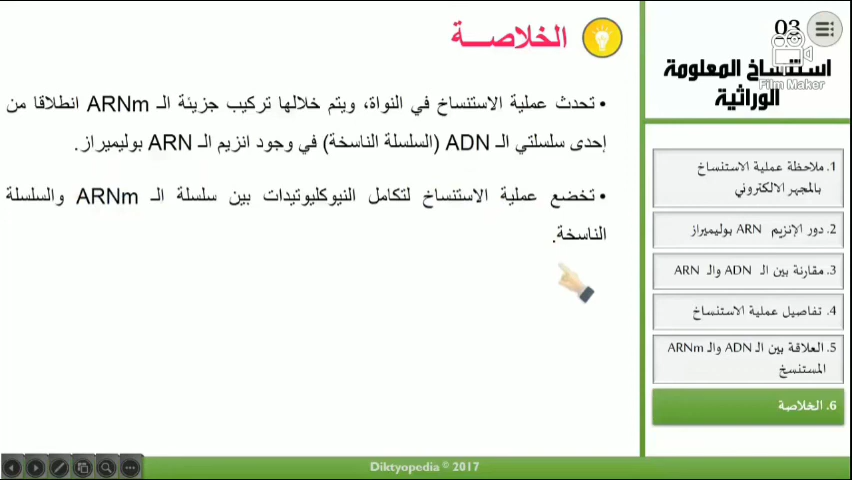 03
استنساخ المعلومة
الوراثية
Film Maker
الخلاصـــة
• تحدث عملية الاستنساخ في النواة، ويتم خلالها تركيب جزيئة الـ ARNm انطلاقا من
إحدى سلسلتي الـ ADN (السلسلة الناسخة) في وجود انزيم الـ ARN بوليميراز.
• تخضع عملية الاستنساخ لتكامل النيوكليوتيدات بين سلسلة الـ ARNm والسلسلة
الناسخة.
1. ملاحظة عملية الاستنساخ
بالمجهر الالكتروني
2. دور الإنزيم ARN بوليميراز
3. مقارنة بين الـ ADN والـ ARN
4. تفاصيل عملية الاستنساخ
5. العلاقة بين الـ ADN والـ ARNm
المستنسخ
6. الخلاصة
Diktyopedia © 2017